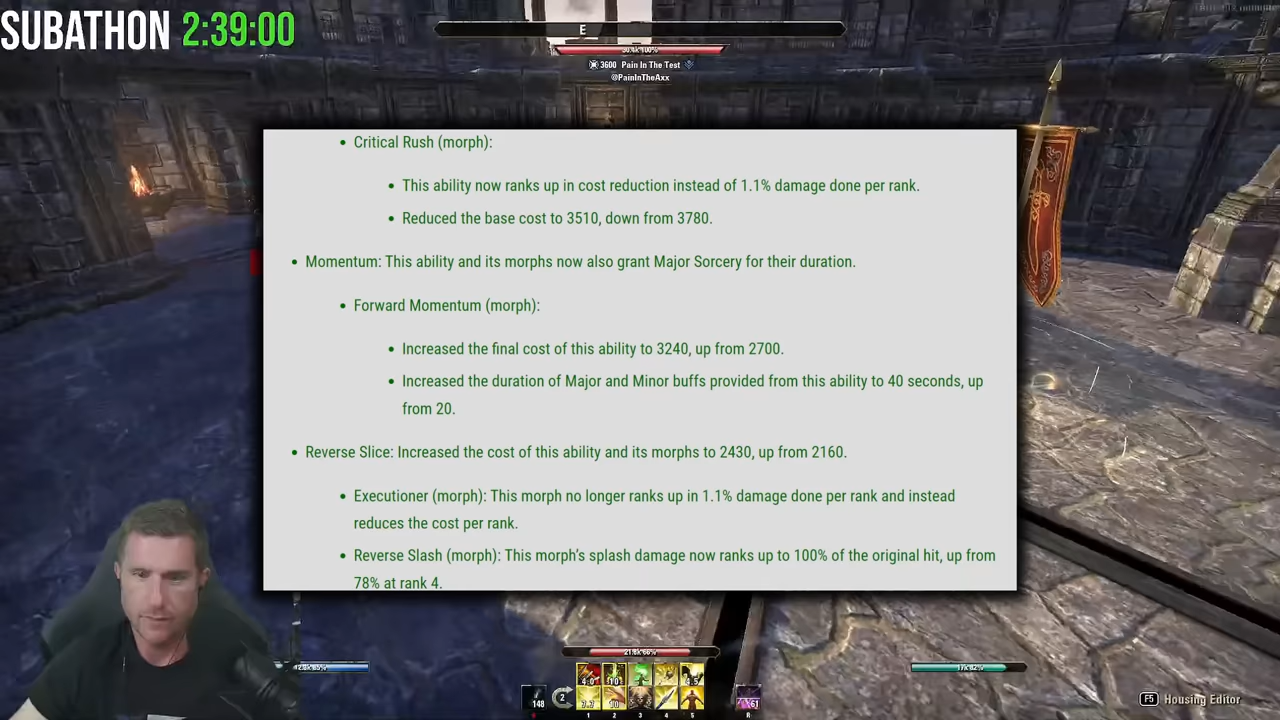 SUBATHON 2:39:00
E
3600 Pain In The Test
@PainInTheAxx
• Critical Rush (morph):
• This ability now ranks up in cost reduction instead of 1.1% damage done per rank.
• Reduced the base cost to 3510, down from 3780.
• Momentum: This ability and its morphs now also grant Major Sorcery for their duration.
• Forward Momentum (morph):
• Increased the final cost of this ability to 3240, up from 2700.
• Increased the duration of Major and Minor buffs provided from this ability to 40 seconds, up
from 20.
• Reverse Slice: Increased the cost of this ability and its morphs to 2430, up from 2160.
• Executioner (morph): This morph no longer ranks up in 1.1% damage done per rank and instead
reduces the cost per rank.
• Reverse Slash (morph): This morph's splash damage now ranks up to 100% of the original hit, up from
78% at rank 4.
148
2
1 2 3 4 5 R
F5 Housing Editor